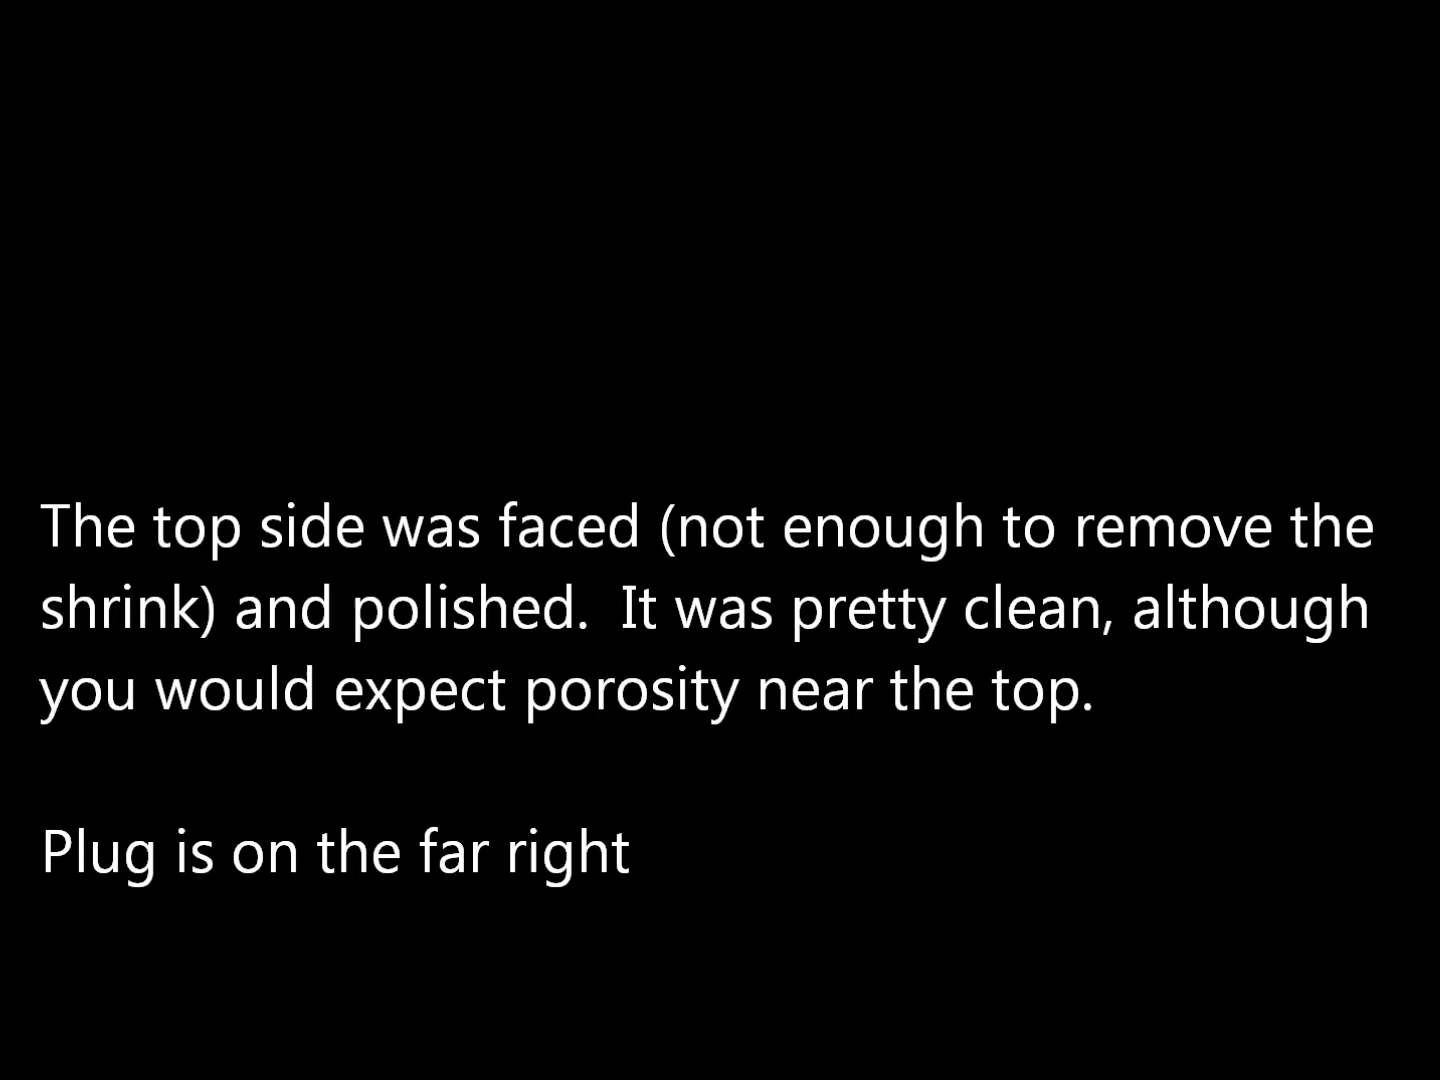 The top side was faced (not enough to remove the
shrink) and polished.  It was pretty clean, although
you would expect porosity near the top.
Plug is on the far right